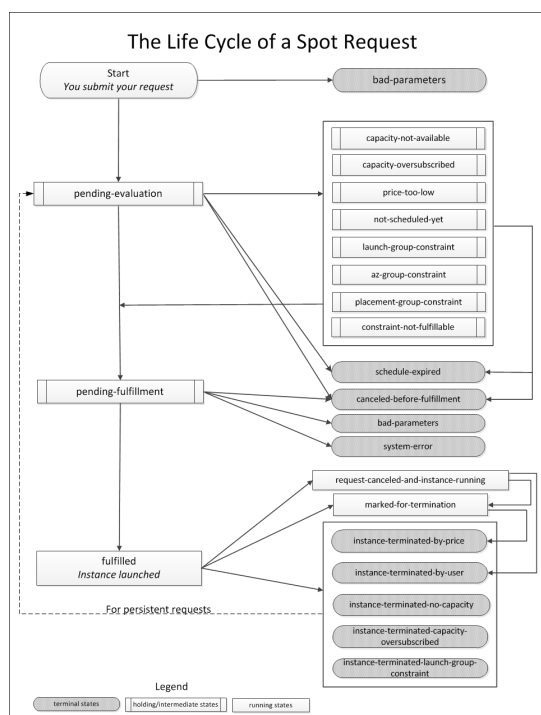 The Life Cycle of a Spot Request
Start
You submit your request
bad-parameters
capacity-not-available
capacity-oversubscribed
pending-evaluation
price-too-low
not-scheduled-yet
launch-group-constraint
az-group-constraint
placement-group-constraint
constraint-not-fulfillable
schedule-expired
pending-fulfillment
canceled-before-fulfillment
bad-parameters
system-error
request-canceled-and-instance-running
marked-for-termination
instance-terminated-by-price
fulfilled
Instance launched
instance-terminated-by-user
instance-terminated-no-capacity
For persistent requests
instance-terminated-capacity-
oversubscribed
instance-terminated-launch-group-
constraint
Legend
terminal states
holding/intermediate states
running states